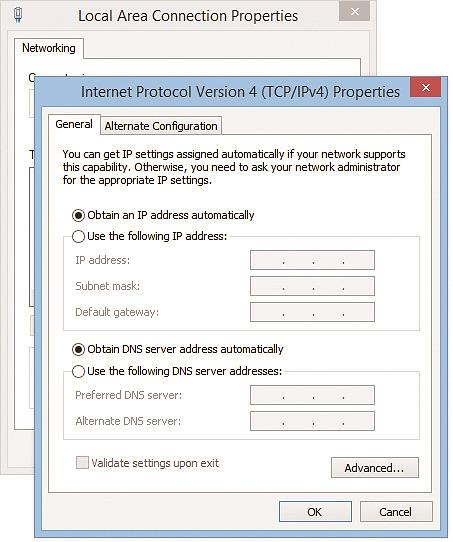 Local Area Connection Properties
Networking
Internet Protocol Version 4 (TCP/IPv4) Properties
General
Alternate Configuration
You can get IP settings assigned automatically if your network supports
this capability. Otherwise, you need to ask your network administrator
for the appropriate IP settings.
Obtain an IP address automatically
Use the following IP address:
IP address:
Subnet mask:
Default gateway:
Obtain DNS server address automatically
Use the following DNS server addresses:
Preferred DNS server:
Alternate DNS server:
Validate settings upon exit
Advanced...
OK
Cancel